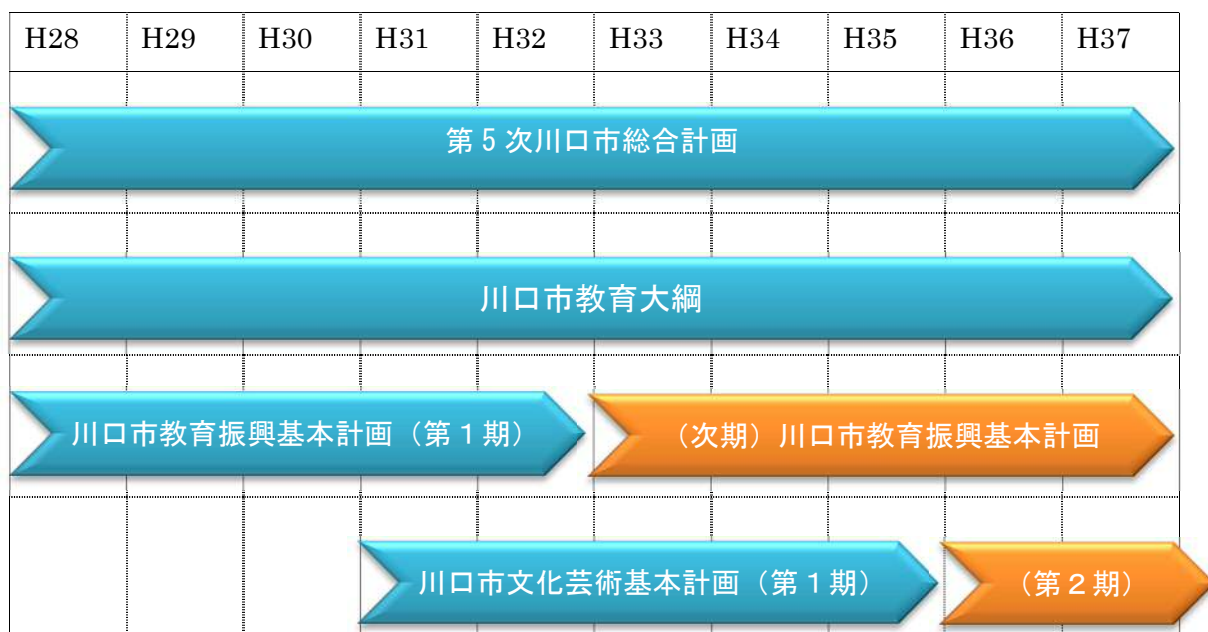 H28 H29 H30 H31 H32 H33 H34 H35 H36 H37
第5次川口市総合計画
川口市教育大綱
川口市教育振興基本計画（第１期） （次期）川口市教育振興基本計画
川口市文化芸術基本計画（第１期） （第２期）